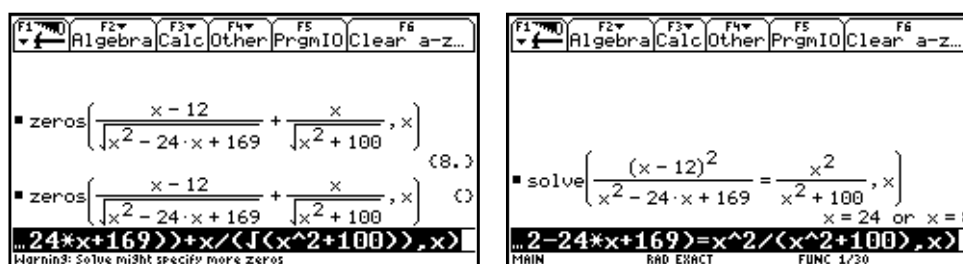 F1 F2 F3 F4 F5 F6
Algebra Calc Other PrgmIO Clear a-z…
zeros( (x - 12)/√(x² - 24·x + 169) + x/√(x² + 100) , x)
{8.}
zeros( (x - 12)/√(x² - 24·x + 169) + x/√(x² + 100) , x) {}
…24*x+169))+x/(√(x^2+100)),x)
Warning: Solve might specify more zeros
F1 F2 F3 F4 F5 F6
Algebra Calc Other PrgmIO Clear a-z…
solve( (x - 12)²/(x² - 24·x + 169) = x²/(x² + 100) , x)
x = 24 or x =
…2-24*x+169)=x^2/(x^2+100),x)
MAIN RAD EXACT FUNC 1/30